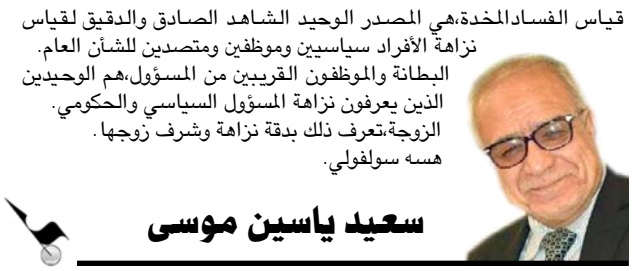 قياس الفساد المخدة،هي المصدر الوحيد الشاهد الصادق والدقيق لقياس
نزاهة الأفراد سياسيين وموظفين ومتصدين للشأن العام.
البطانة والموظفون القريبين من المسؤول،هم الوحيدين
الذين يعرفون نزاهة المسؤول السياسي والحكومي.
الزوجة،تعرف ذلك بدقة نزاهة وشرف زوجها.
هسه سولفولي.
سعيد ياسين موسى